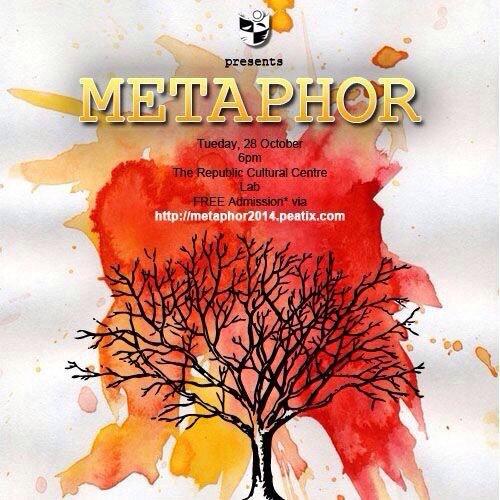 presents
METAPHOR
Tueday, 28 October
6pm
The Republic Cultural Centre
Lab
FREE Admission* via
http://metaphor2014.peatix.com